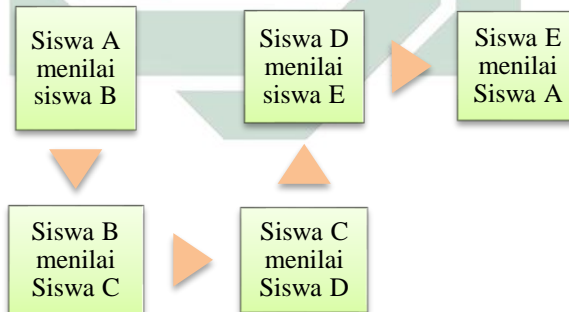 Siswa A
menilai
siswa B
Siswa B
menilai
Siswa C
Siswa C
menilai
Siswa D
Siswa D
menilai
siswa E
Siswa E
menilai
Siswa A